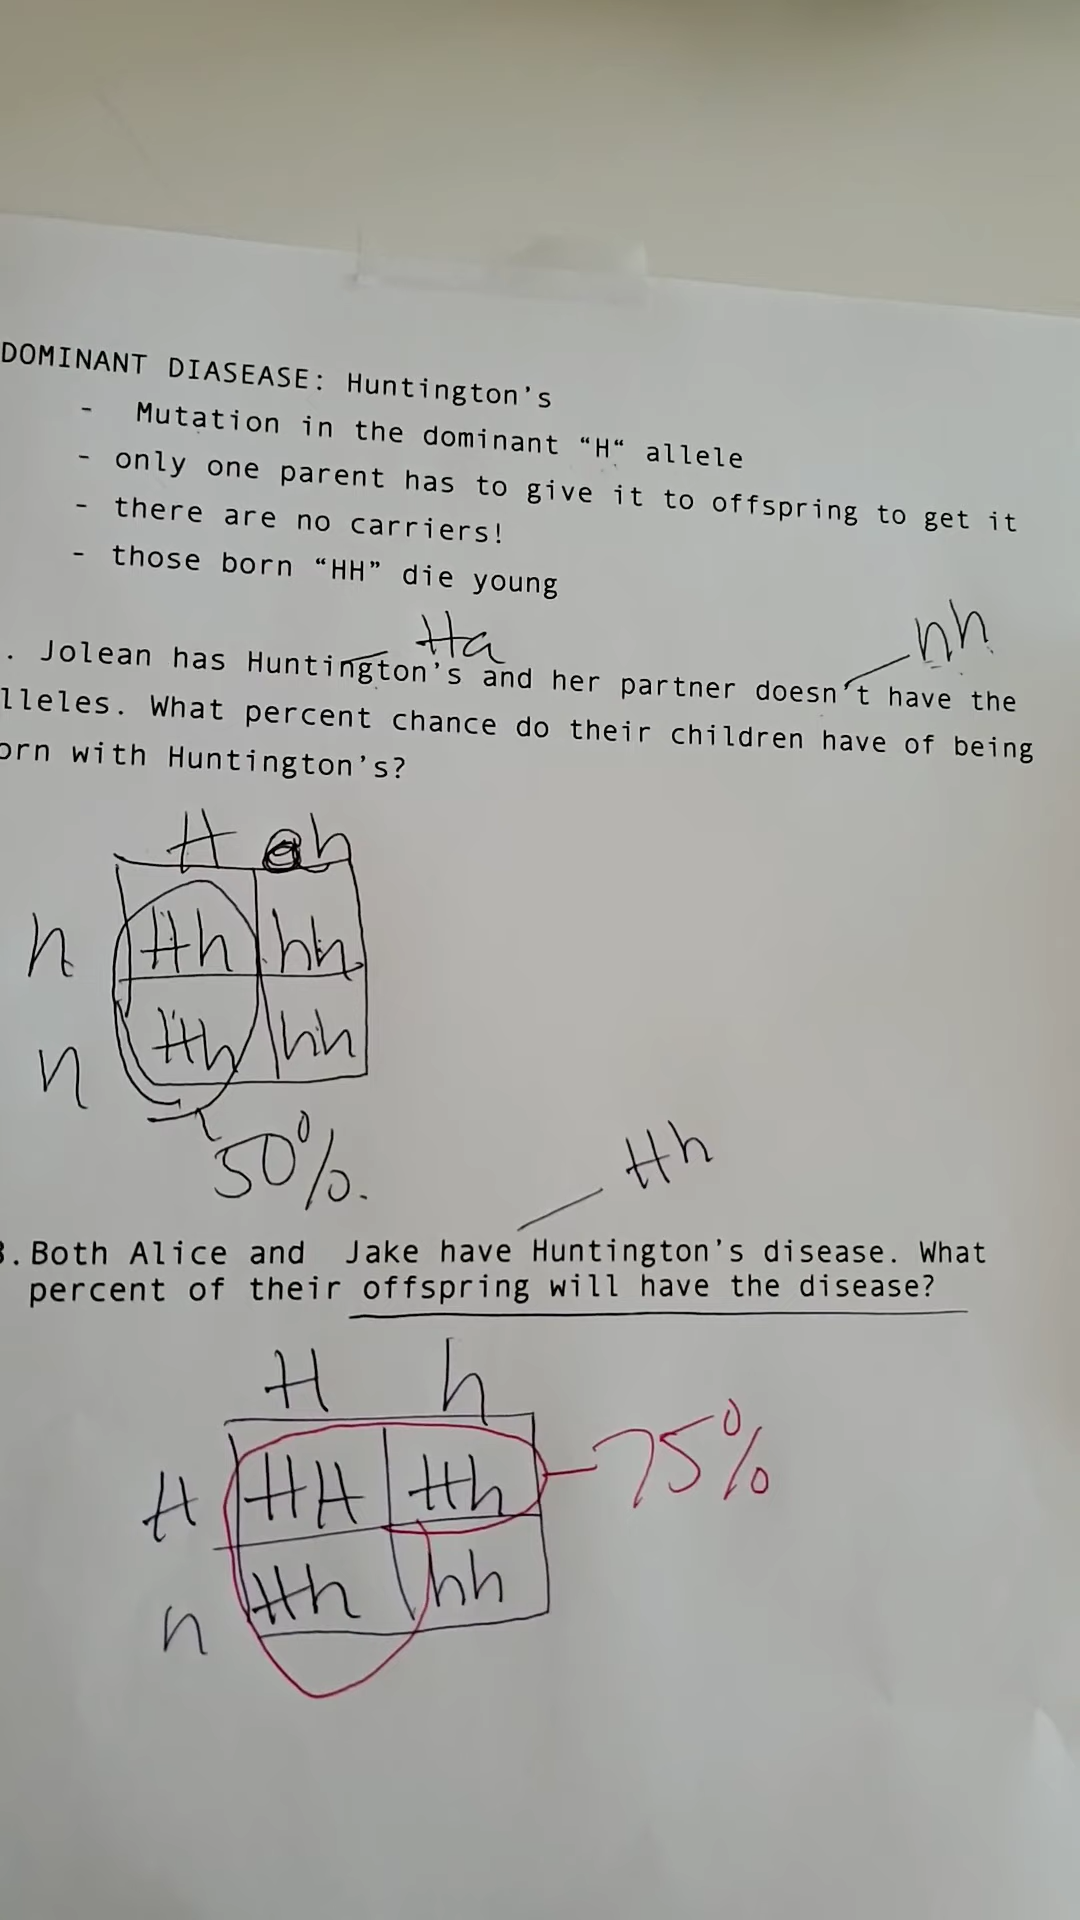 DOMINANT DIASEASE: Huntington's
- Mutation in the dominant "H" allele
- only one parent has to give it to offspring to get it
- there are no carriers!
- those born "HH" die young
Ha
hh
. Jolean has Huntington's and her partner doesn't have the
lleles. What percent chance do their children have of being
orn with Huntington's?
H h
h Hh hh
h Hh hh
50%
Hh
3. Both Alice and Jake have Huntington's disease. What
percent of their offspring will have the disease?
H h
H HH Hh
75%
h Hh hh